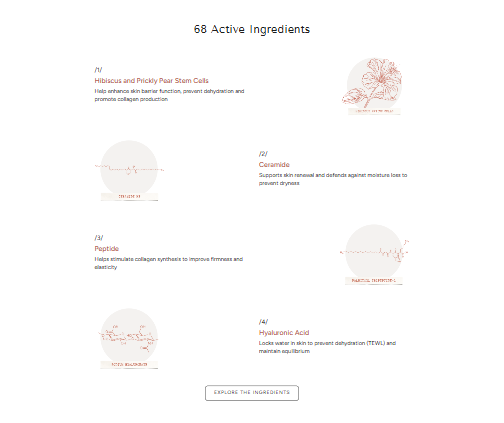 68 Active Ingredients
/1/
Hibiscus and Prickly Pear Stem Cells
Help enhance skin barrier function, prevent dehydration and
promote collagen production
/2/
Ceramide
Supports skin renewal and defends against moisture loss to
prevent dryness
/3/
Peptide
Helps stimulate collagen synthesis to improve firmness and
elasticity
/4/
Hyaluronic Acid
Locks water in skin to prevent dehydration (TEWL) and
maintain equilibrium
EXPLORE THE INGREDIENTS